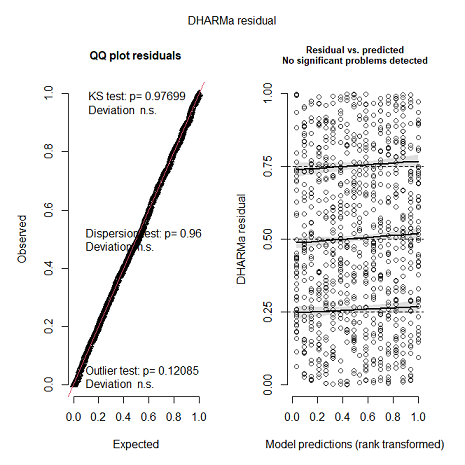 DHARMa residual
QQ plot residuals
KS test: p= 0.97699
Deviation n.s.
Dispersion test: p= 0.96
Deviation n.s.
Outlier test: p= 0.12085
Deviation n.s.
Observed
0.0 0.2 0.4 0.6 0.8 1.0
0.0 0.2 0.4 0.6 0.8 1.0
Expected
Residual vs. predicted
No significant problems detected
DHARMa residual
0.00 0.25 0.50 0.75 1.00
0.0 0.2 0.4 0.6 0.8 1.0
Model predictions (rank transformed)